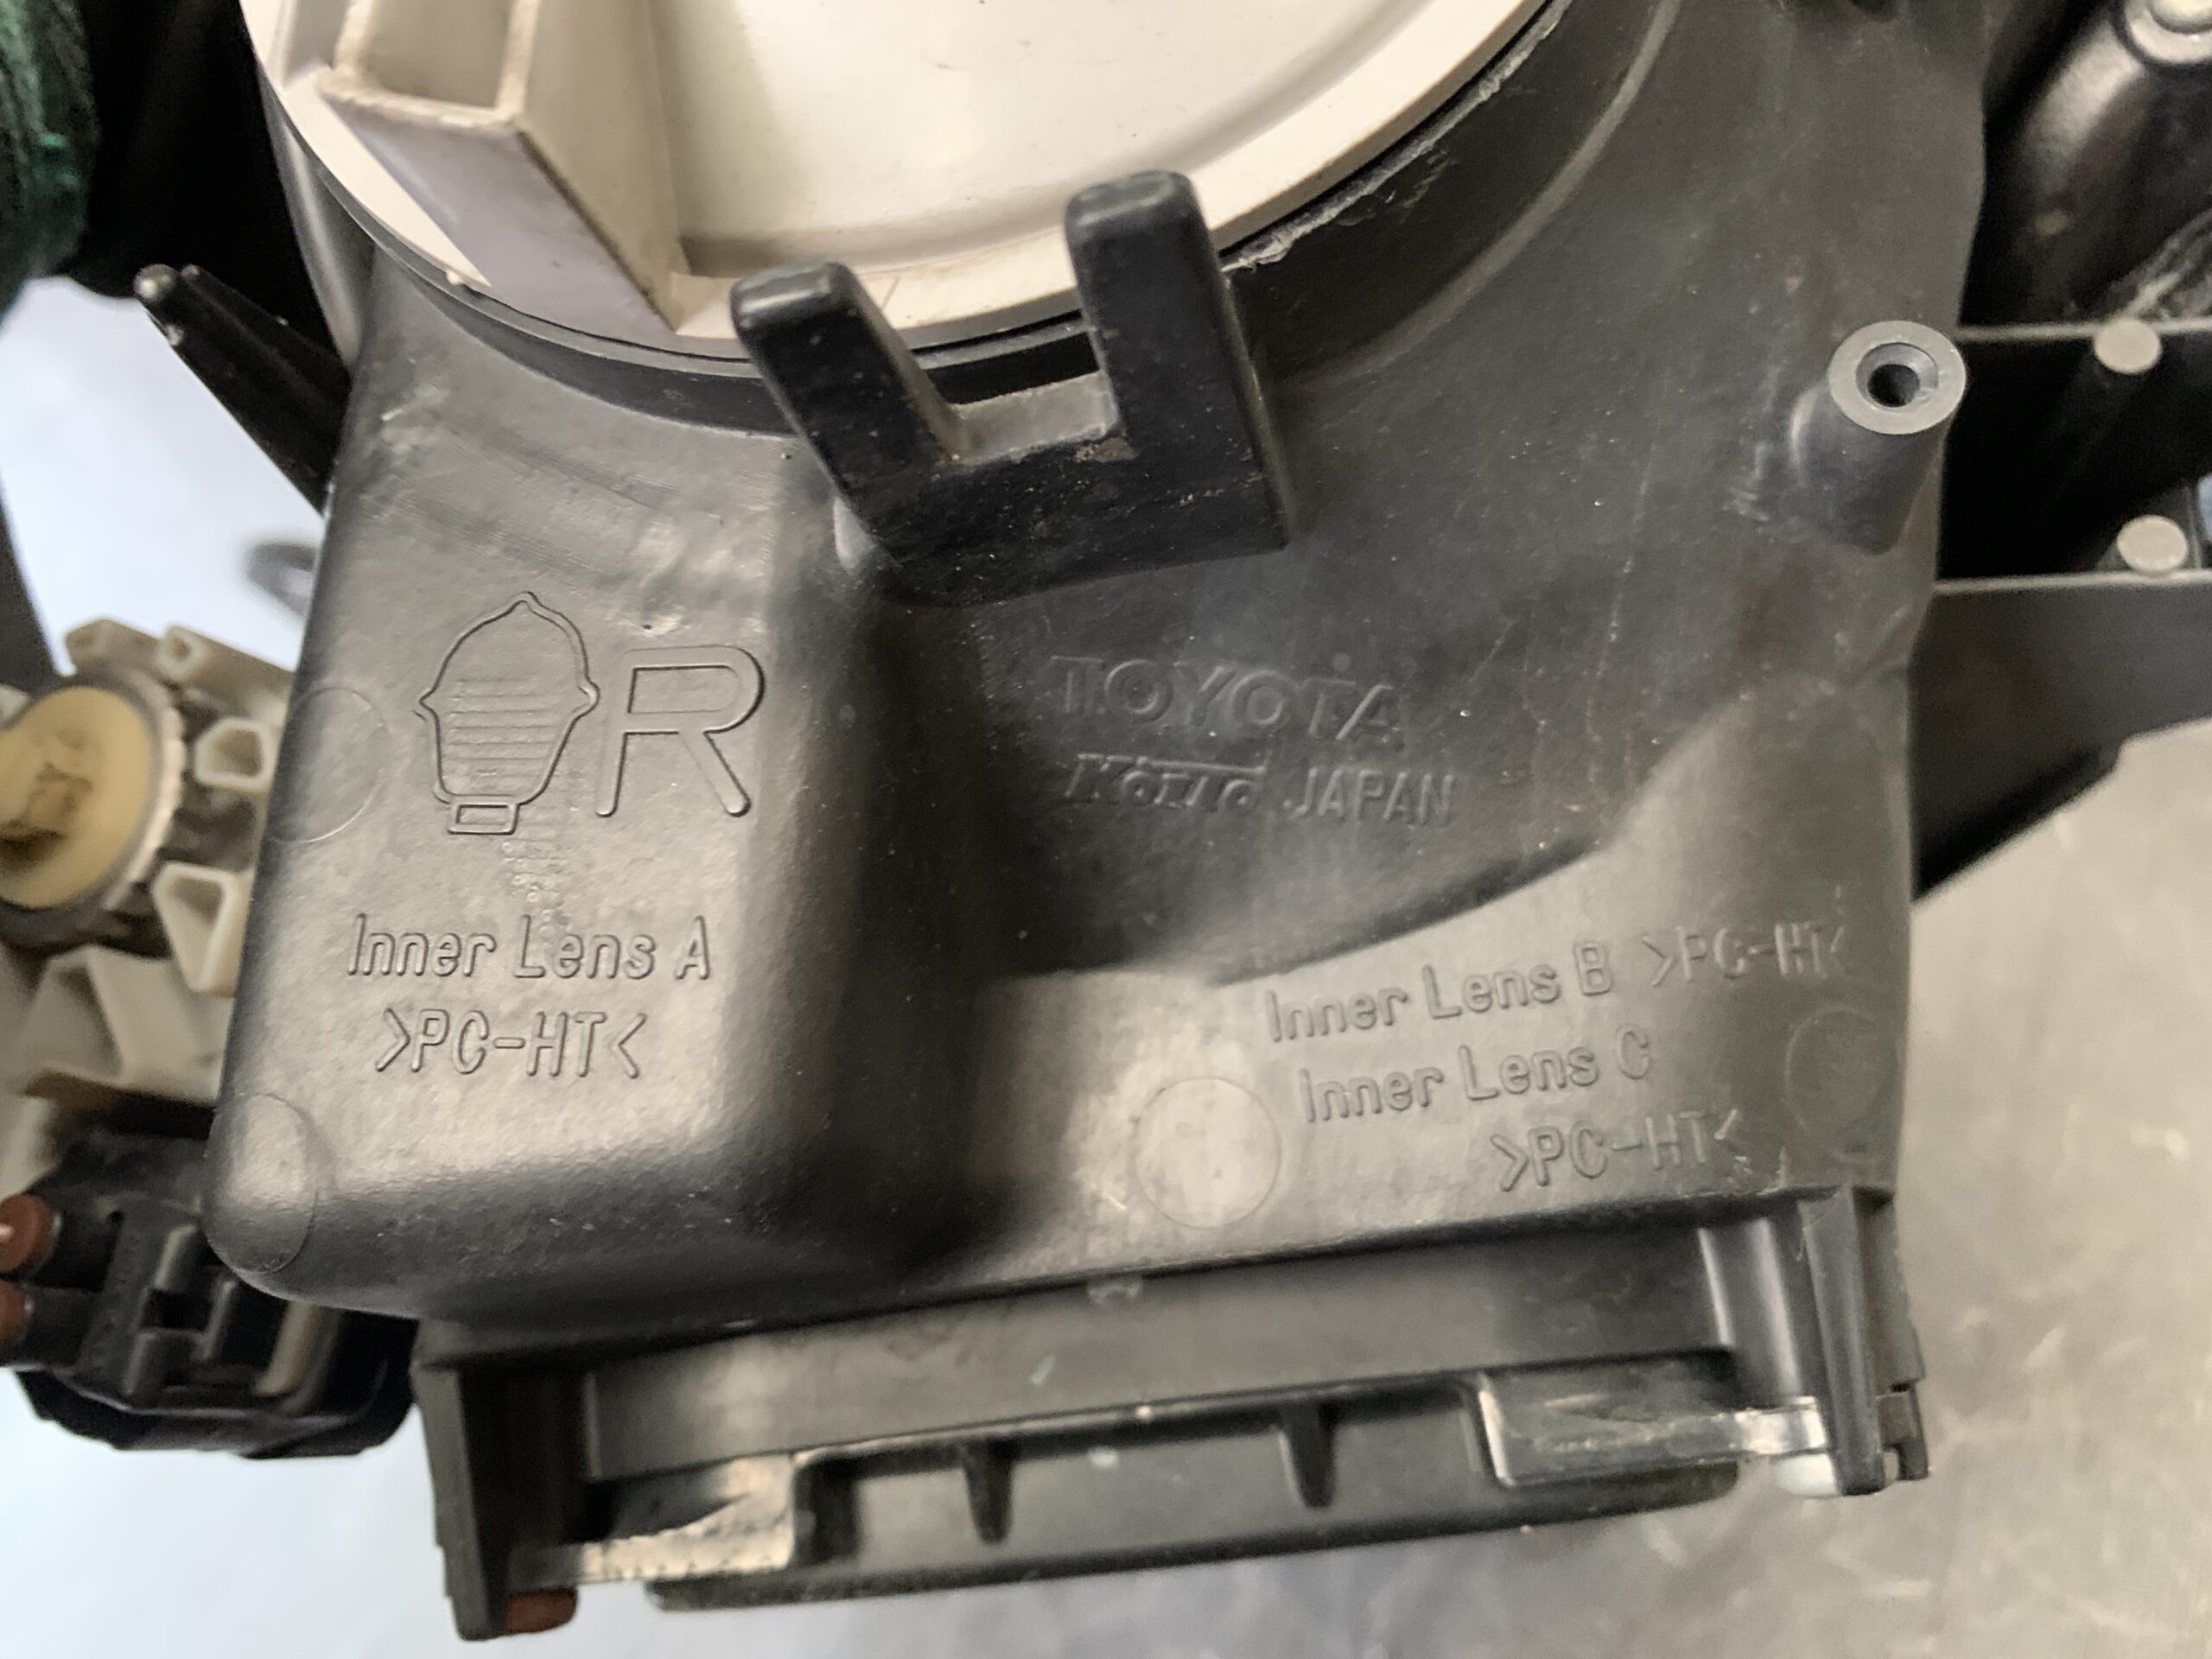 R
TOYOTA
KOITO JAPAN
Inner Lens A
>PC-HT<
Inner Lens B >PC-HT<
Inner Lens C
>PC-HT<